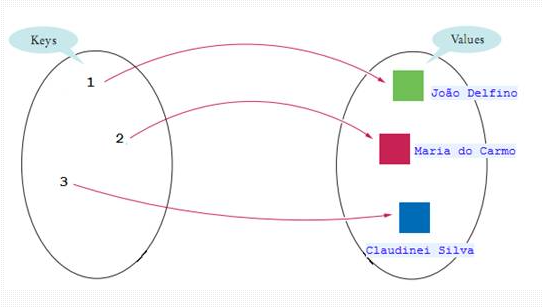 Keys
Values
1
João Delfino
2
Maria do Carmo
3
Claudinei Silva